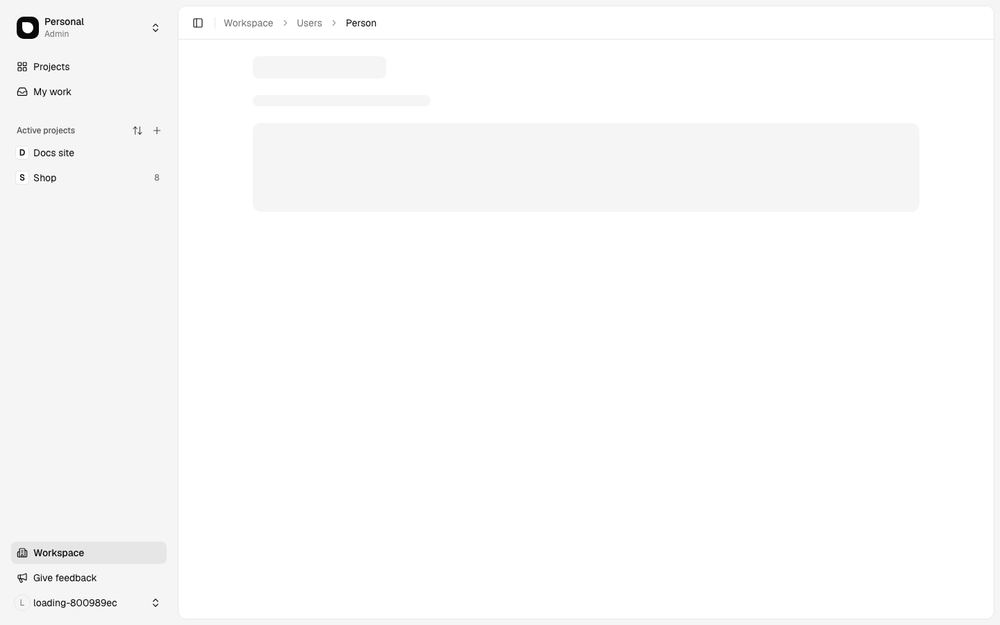 Personal
Admin
Projects
My work
Active projects
D Docs site
S Shop 8
Workspace
Give feedback
L loading-800989ec
Workspace > Users > Person